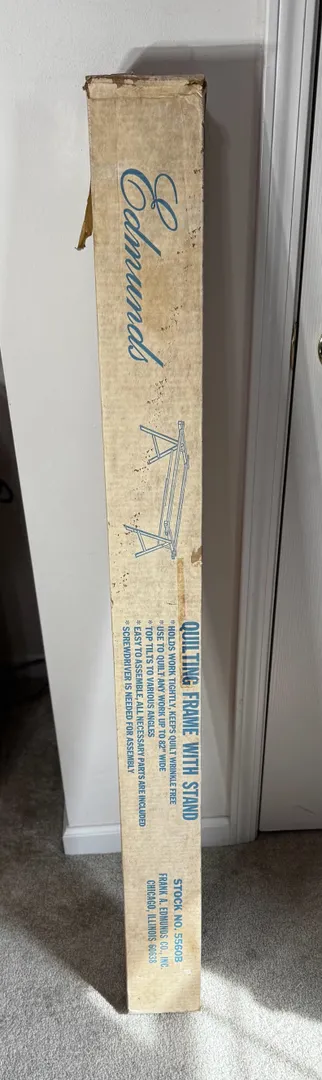 Edmunds
QUILTING FRAME WITH STAND
* HOLDS WORK TIGHTLY, KEEPS QUILT WRINKLE FREE
* USE TO QUILT ANY WORK UP TO 82" WIDE
* TOP TILTS TO VARIOUS ANGLES
* EASY TO ASSEMBLE, ALL NECESSARY PARTS ARE INCLUDED
* SCREWDRIVER IS NEEDED FOR ASSEMBLY
STOCK NO. 5560B
FRANK A. EDMUNDS CO., INC.
CHICAGO, ILLINOIS 60638